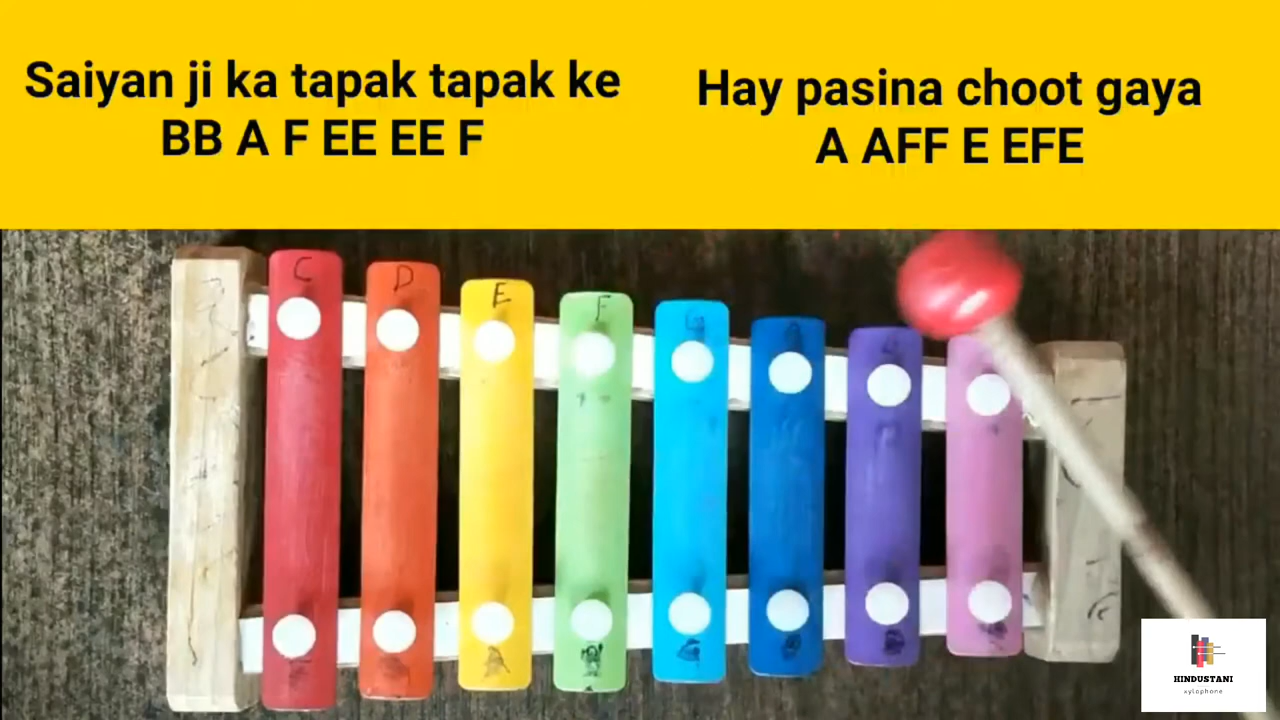 Saiyan ji ka tapak tapak ke
BB A F EE EE F
Hay pasina choot gaya
A AFF E EFE
C
D
E
F
G
HINDUSTANI
xylophone